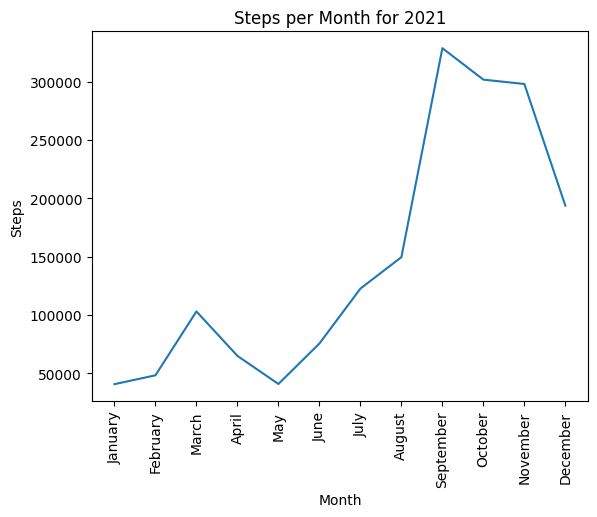 Steps per Month for 2021
300000
250000
200000
150000
100000
50000
Steps
January
February
March
April
May
June
July
August
September
October
November
December
Month